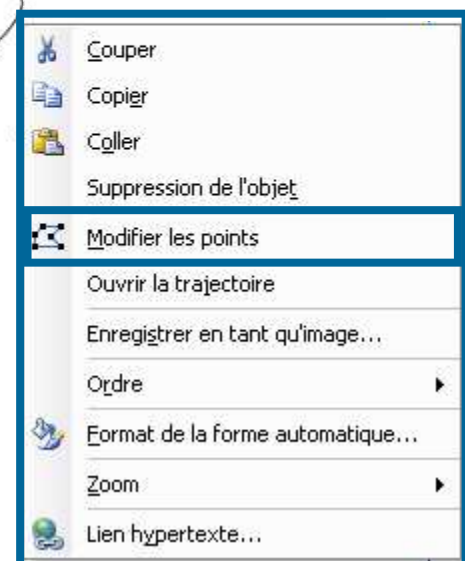 Couper
Copier
Coller
Suppression de l'objet
Modifier les points
Ouvrir la trajectoire
Enregistrer en tant qu'image...
Ordre
Format de la forme automatique...
Zoom
Lien hypertexte...